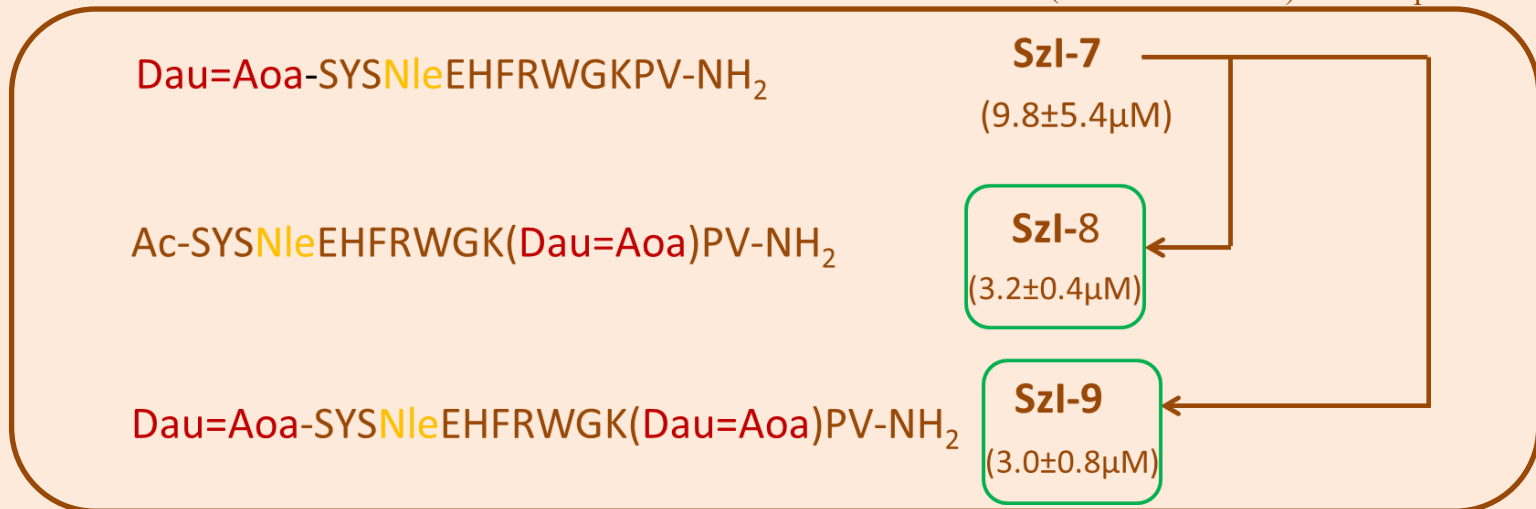 Dau=Aoa-SYSNleEHFRWGKPV-NH₂
SzI-7
(9.8±5.4µM)
Ac-SYSNleEHFRWGK(Dau=Aoa)PV-NH₂
SzI-8
(3.2±0.4µM)
Dau=Aoa-SYSNleEHFRWGK(Dau=Aoa)PV-NH₂
SzI-9
(3.0±0.8µM)